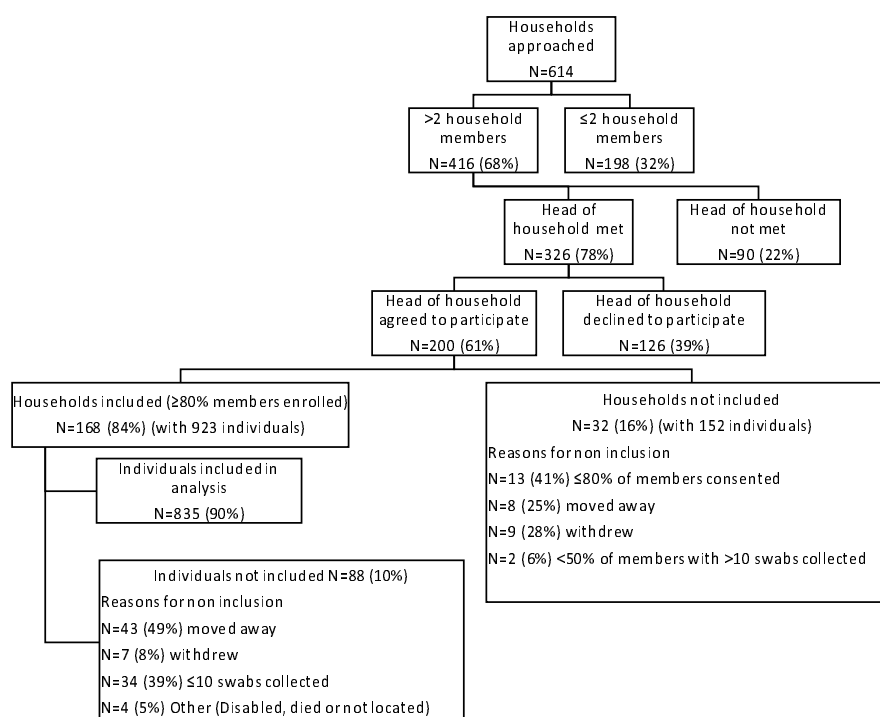 Households
approached
N=614
>2 household
members
N=416 (68%)
≤2 household
members
N=198 (32%)
Head of
household met
N=326 (78%)
Head of household
not met
N=90 (22%)
Head of household
agreed to participate
N=200 (61%)
Head of household
declined to participate
N=126 (39%)
Households included (≥80% members enrolled)
N=168 (84%) (with 923 individuals)
Individuals included in
analysis
N=835 (90%)
Individuals not included N=88 (10%)
Reasons for non inclusion
N=43 (49%) moved away
N=7 (8%) withdrew
N=34 (39%) ≤10 swabs collected
N=4 (5%) Other (Disabled, died or not located)
Households not included
N=32 (16%) (with 152 individuals)
Reasons for non inclusion
N=13 (41%) ≤80% of members consented
N=8 (25%) moved away
N=9 (28%) withdrew
N=2 (6%) <50% of members with >10 swabs collected